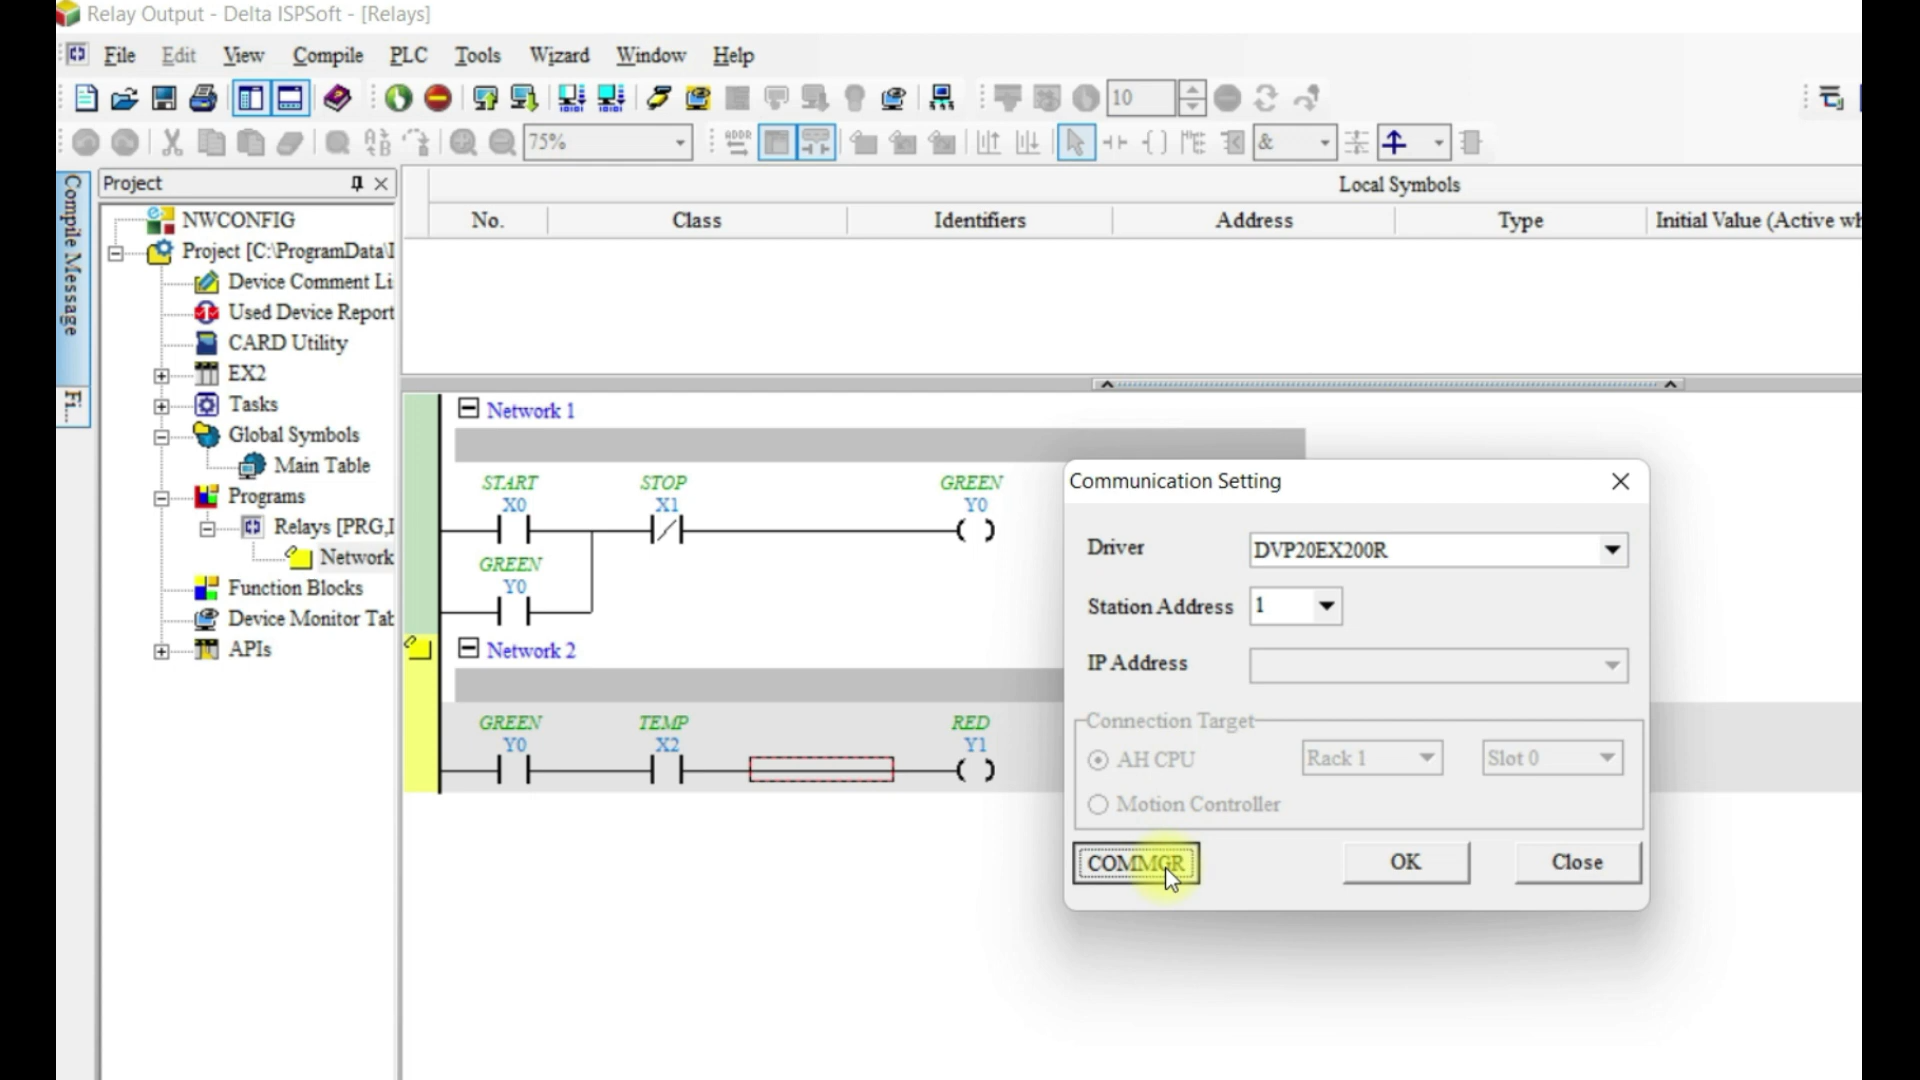 Relay Output - Delta ISPSoft - [Relays]
File Edit View Compile PLC Tools Wizard Window Help
10
75%
ADDR
&
Compile Message
Fi...
Project
NWCONFIG
Project [C:\ProgramData\
Device Comment Li
Used Device Report
CARD Utility
EX2
Tasks
Global Symbols
Main Table
Programs
Relays [PRG,
Network
Function Blocks
Device Monitor Tab
APIs
Local Symbols
No. Class Identifiers Address Type Initial Value (Active wh
Network 1
START STOP GREEN
X0 X1 Y0
GREEN
Y0
Network 2
GREEN TEMP RED
Y0 X2 Y1
Communication Setting
Driver DVP20EX200R
Station Address 1
IP Address
Connection Target
AH CPU Rack 1 Slot 0
Motion Controller
COMMGR OK Close